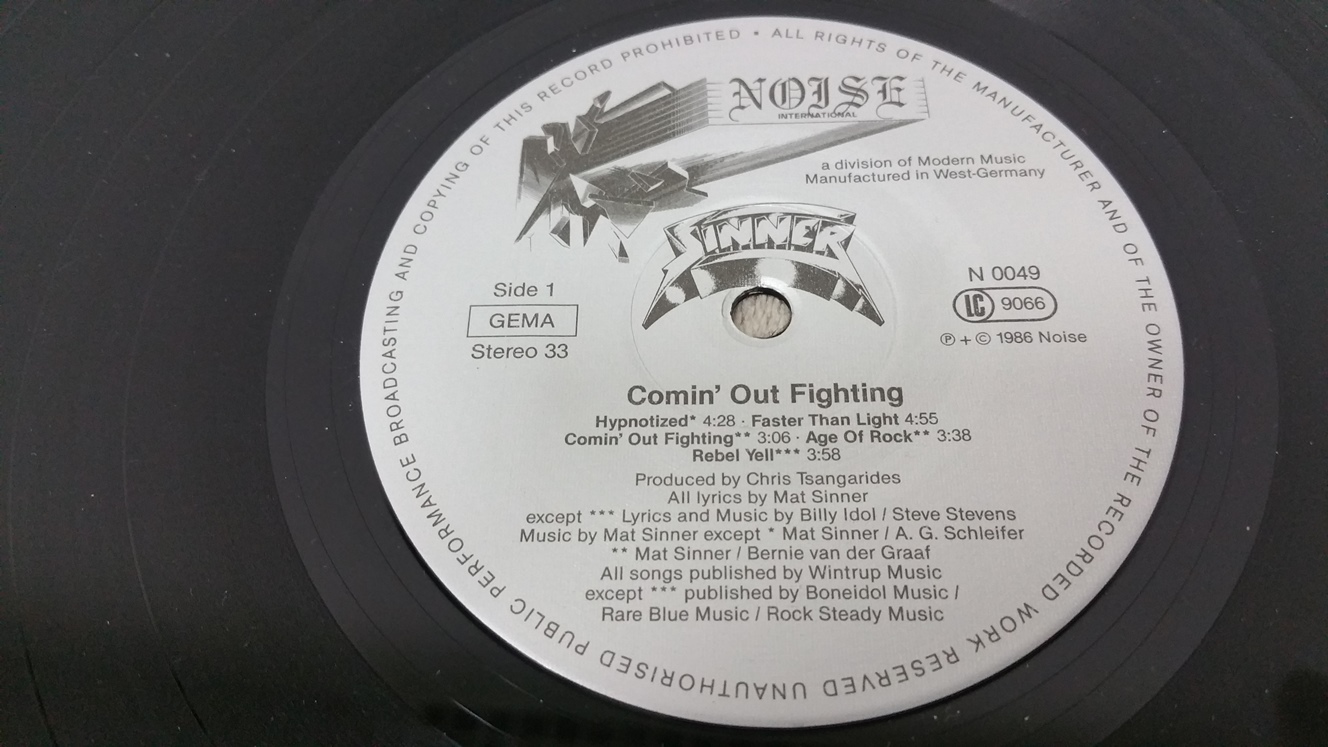 ALL RIGHTS OF THE MANUFACTURER AND OF THE OWNER OF THE RECORDED WORK RESERVED UNAUTHORISED PUBLIC PERFORMANCE BROADCASTING AND COPYING OF THIS RECORD PROHIBITED •
NOISE
INTERNATIONAL
a division of Modern Music
Manufactured in West-Germany
SINNER
Side 1
GEMA
Stereo 33
N 0049
LC 9066
Ⓟ + © 1986 Noise
Comin' Out Fighting
Hypnotized* 4:28 · Faster Than Light 4:55
Comin' Out Fighting** 3:06 · Age Of Rock** 3:38
Rebel Yell*** 3:58
Produced by Chris Tsangarides
All lyrics by Mat Sinner
except *** Lyrics and Music by Billy Idol / Steve Stevens
Music by Mat Sinner except * Mat Sinner / A. G. Schleifer
** Mat Sinner / Bernie van der Graaf
All songs published by Wintrup Music
except *** published by Boneidol Music /
Rare Blue Music / Rock Steady Music